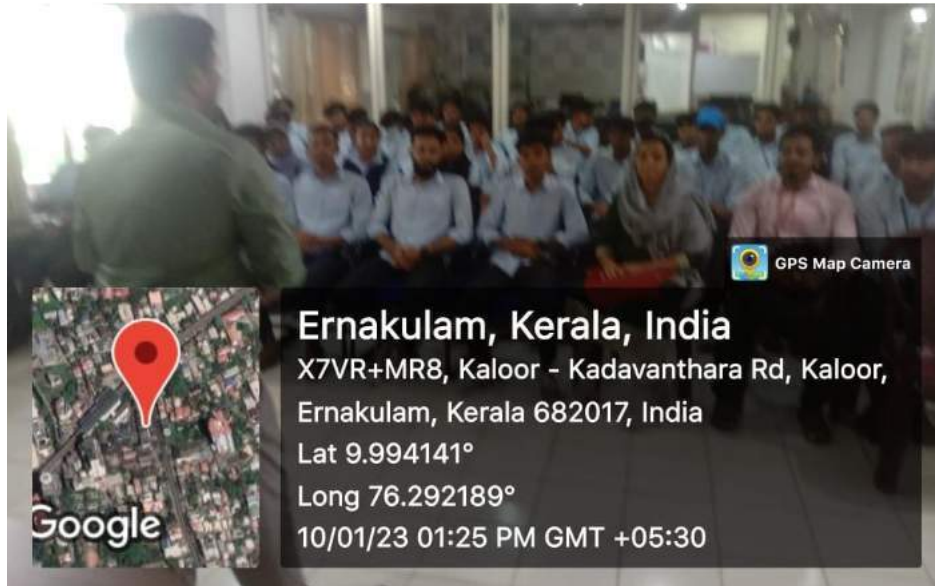 GPS Map Camera
Ernakulam, Kerala, India
X7VR+MR8, Kaloor - Kadavanthara Rd, Kaloor,
Ernakulam, Kerala 682017, India
Lat 9.994141°
Long 76.292189°
10/01/23 01:25 PM GMT +05:30
Google